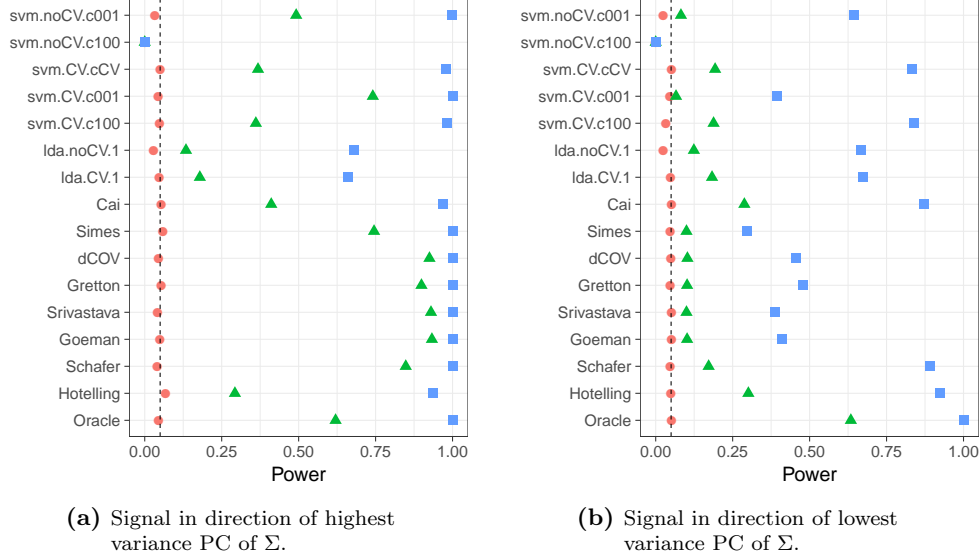 svm.noCV.c001
svm.noCV.c100
svm.CV.cCV
svm.CV.c001
svm.CV.c100
lda.noCV.1
lda.CV.1
Cai
Simes
dCOV
Gretton
Srivastava
Goeman
Schafer
Hotelling
Oracle
0.00 0.25 0.50 0.75 1.00
Power
(a) Signal in direction of highest
variance PC of Σ.
svm.noCV.c001
svm.noCV.c100
svm.CV.cCV
svm.CV.c001
svm.CV.c100
lda.noCV.1
lda.CV.1
Cai
Simes
dCOV
Gretton
Srivastava
Goeman
Schafer
Hotelling
Oracle
0.00 0.25 0.50 0.75 1.00
Power
(b) Signal in direction of lowest
variance PC of Σ.